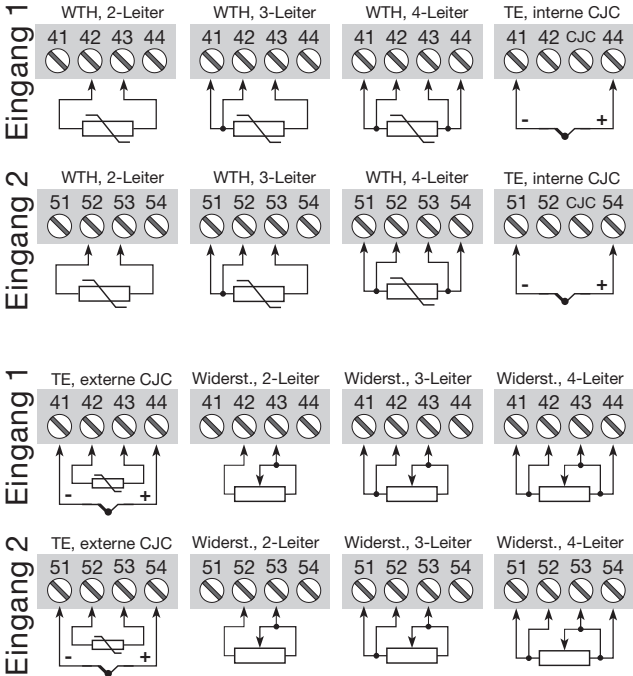 Eingang 1
WTH, 2-Leiter WTH, 3-Leiter WTH, 4-Leiter TE, interne CJC
41 42 43 44 41 42 43 44 41 42 43 44 41 42 CJC 44
- +
Eingang 2
WTH, 2-Leiter WTH, 3-Leiter WTH, 4-Leiter TE, interne CJC
51 52 53 54 51 52 53 54 51 52 53 54 51 52 CJC 54
- +
Eingang 1
TE, externe CJC Widerst., 2-Leiter Widerst., 3-Leiter Widerst., 4-Leiter
41 42 43 44 41 42 43 44 41 42 43 44 41 42 43 44
- +
Eingang 2
TE, externe CJC Widerst., 2-Leiter Widerst., 3-Leiter Widerst., 4-Leiter
51 52 53 54 51 52 53 54 51 52 53 54 51 52 53 54
- +